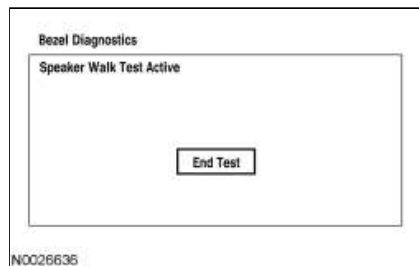 Bezel Diagnostics
Speaker Walk Test Active
End Test
N0026636